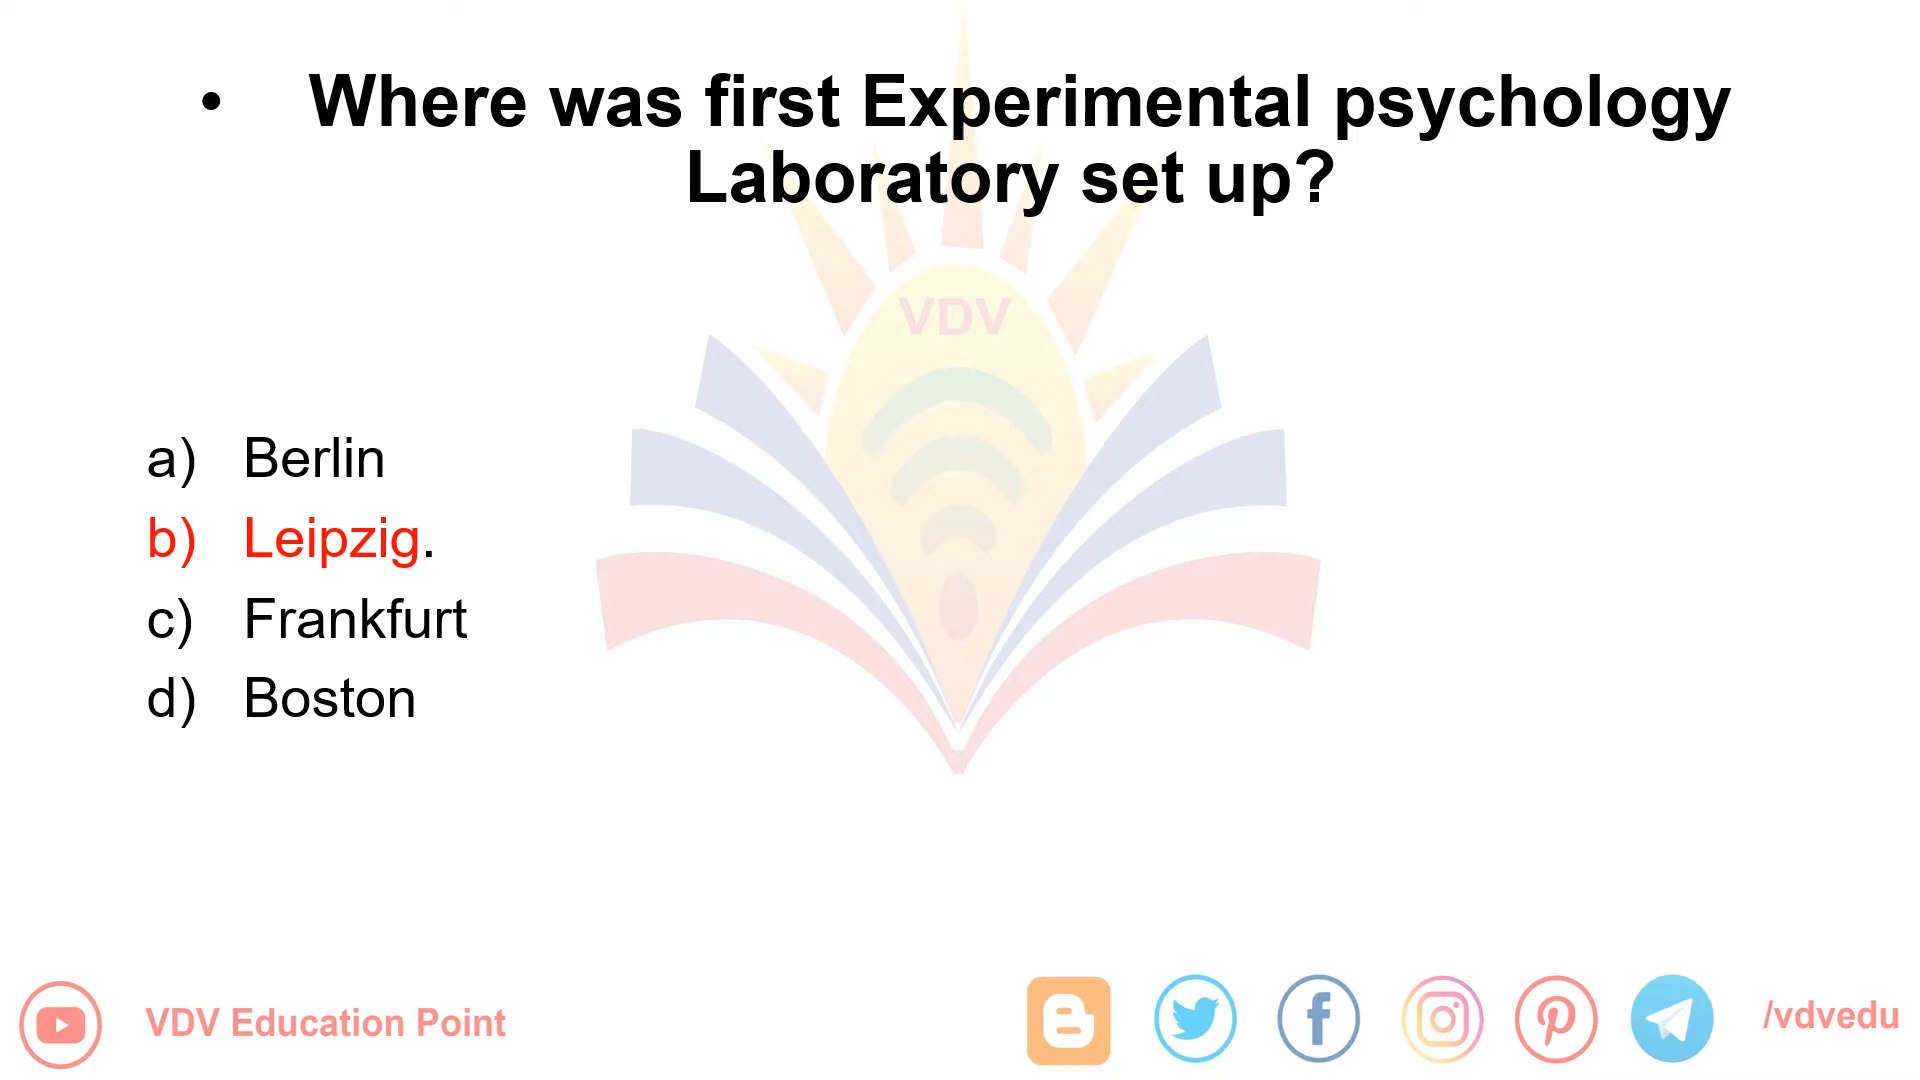 • Where was first Experimental psychology
Laboratory set up?
VDV
a) Berlin
b) Leipzig.
c) Frankfurt
d) Boston
VDV Education Point
/vdvedu